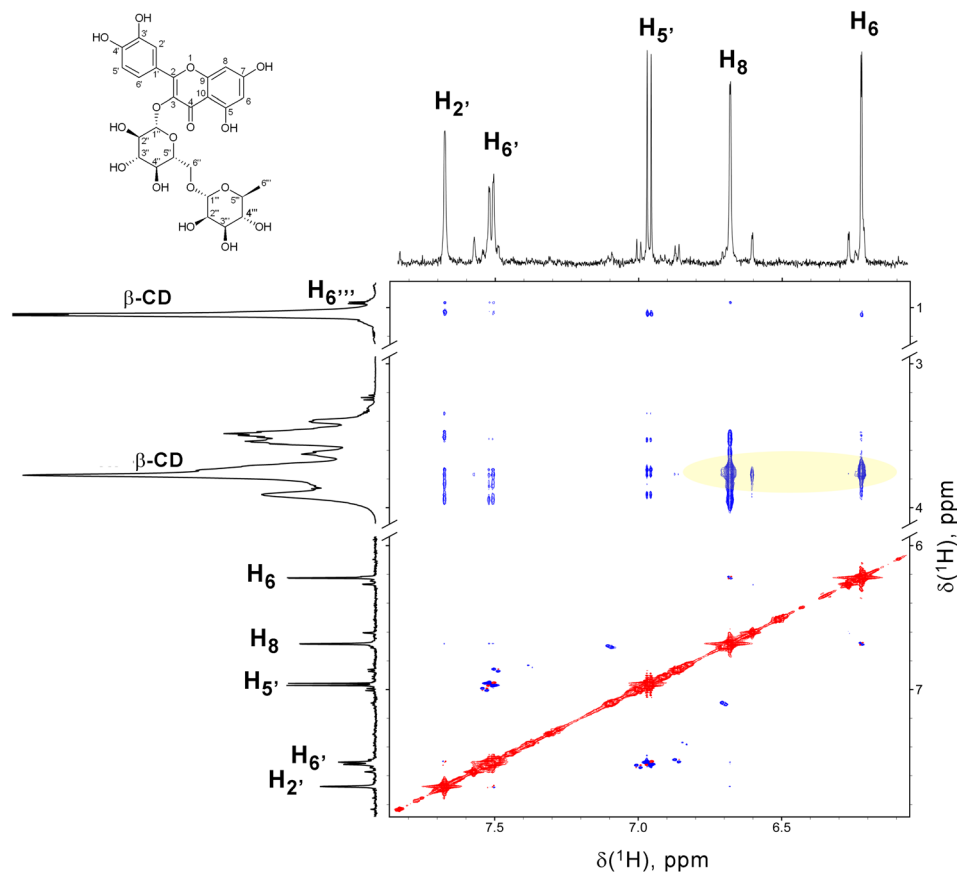 OH
HO
3'
4'
2'
5'
1'
6'
O
1
8
2
9
7
OH
3
4
10
6
5
O
O
OH
HO
1''
2''
O
3''
5''
6''
HO
4''
OH
O
O
6'''
1'''
5'''
2'''
4'''
HO
3'''
OH
OH
H2'
H6'
H5'
H8
H6
β-CD
H6'''
β-CD
H6
H8
H5'
H6'
H2'
1
3
4
6
7
δ(1H), ppm
7.5
7.0
6.5
δ(1H), ppm